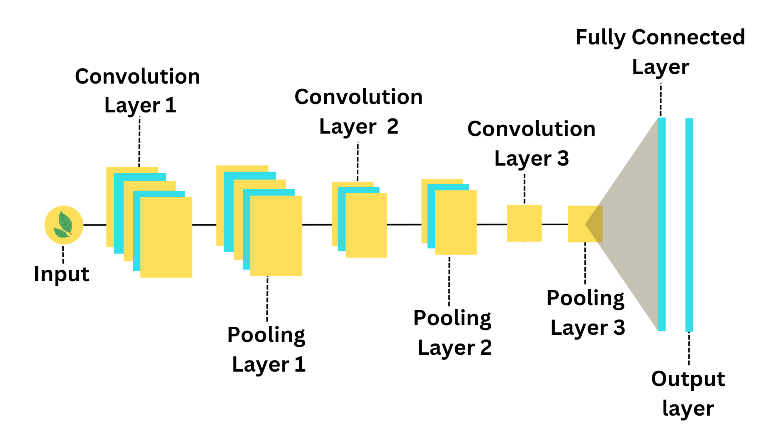 Fully Connected
Layer
Convolution
Layer 1
Convolution
Layer 2
Convolution
Layer 3
Input
Pooling
Layer 1
Pooling
Layer 2
Pooling
Layer 3
Output
layer